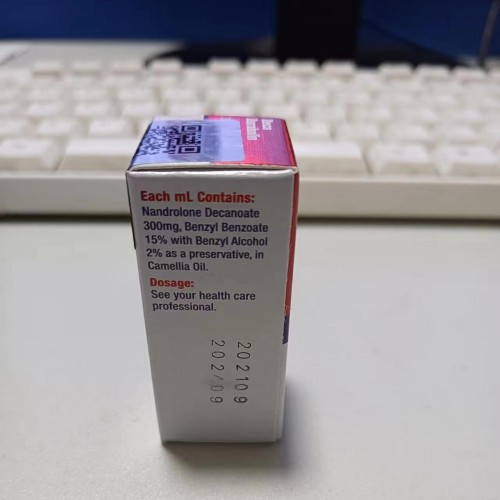 Each mL Contains:
Nandrolone Decanoate
300mg, Benzyl Benzoate
15% with Benzyl Alcohol
2% as a preservative, in
Camellia Oil.
Dosage:
See your health care
professional.
202109
202109